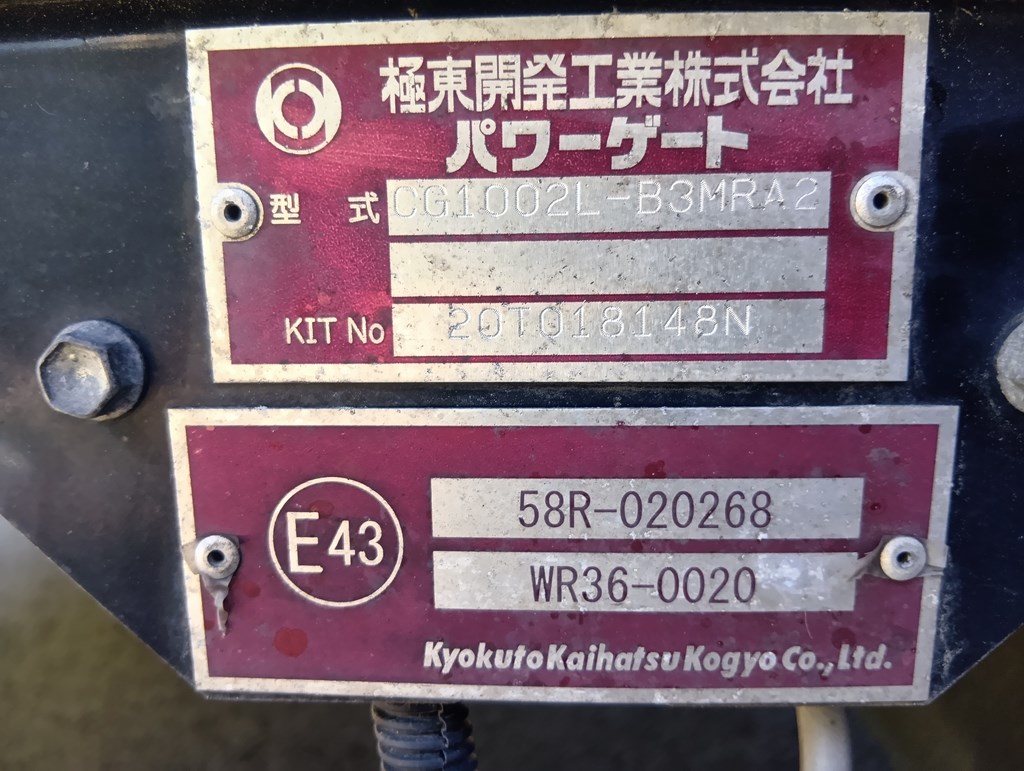 極東開発工業株式会社
パワーゲート
型 式 CG1002L-B3MRA2
KIT No 20T018148N
E43
58R-020268
WR36-0020
Kyokuto Kaihatsu Kogyo Co., Ltd.